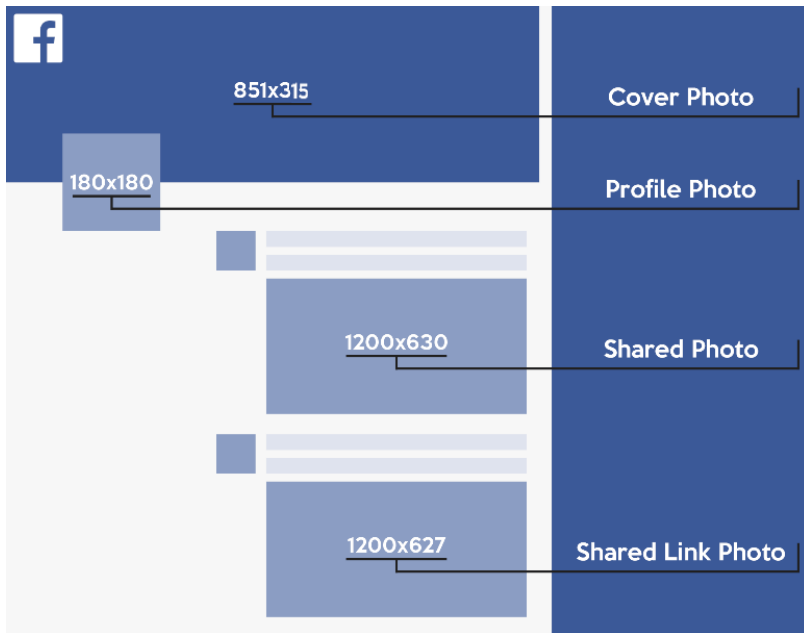 f
851x315
Cover Photo
180x180
Profile Photo
1200x630
Shared Photo
1200x627
Shared Link Photo